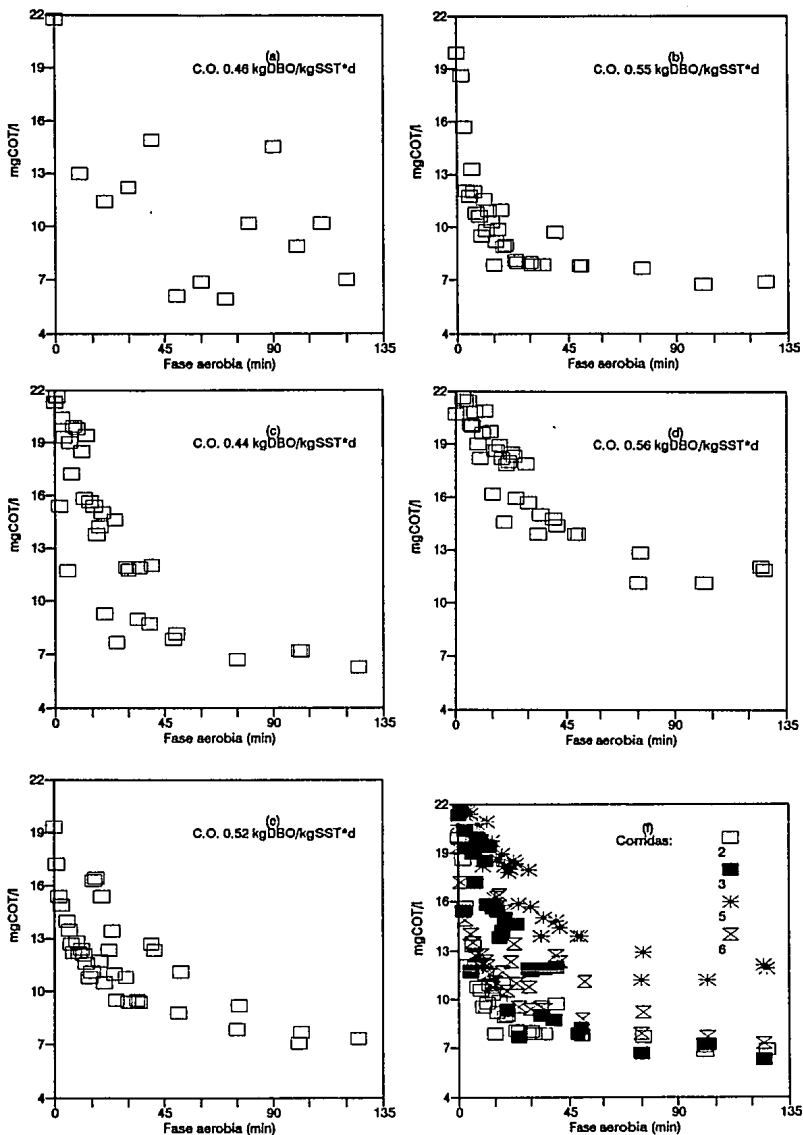 (a)
C.O. 0.46 kgDBO/kgSST*d
22
19
16
13
10
7
4
mgCOT/l
0
45
90
135
Fase aerobia (min)
(b)
C.O. 0.55 kgDBO/kgSST*d
22
19
16
13
10
7
4
mgCOT/l
0
45
90
135
Fase aerobia (min)
(c)
C.O. 0.44 kgDBO/kgSST*d
22
19
16
13
10
7
4
mgCOT/l
0
45
90
135
Fase aerobia (min)
(d)
C.O. 0.56 kgDBO/kgSST*d
22
19
16
13
10
7
4
mgCOT/l
0
45
90
135
Fase aerobia (min)
(e)
C.O. 0.52 kgDBO/kgSST*d
22
19
16
13
10
7
4
mgCOT/l
0
45
90
135
Fase aerobia (min)
(f)
Corridas:
2
3
5
6
22
19
16
13
10
7
4
mgCOT/l
0
45
90
135
Fase aerobia (min)